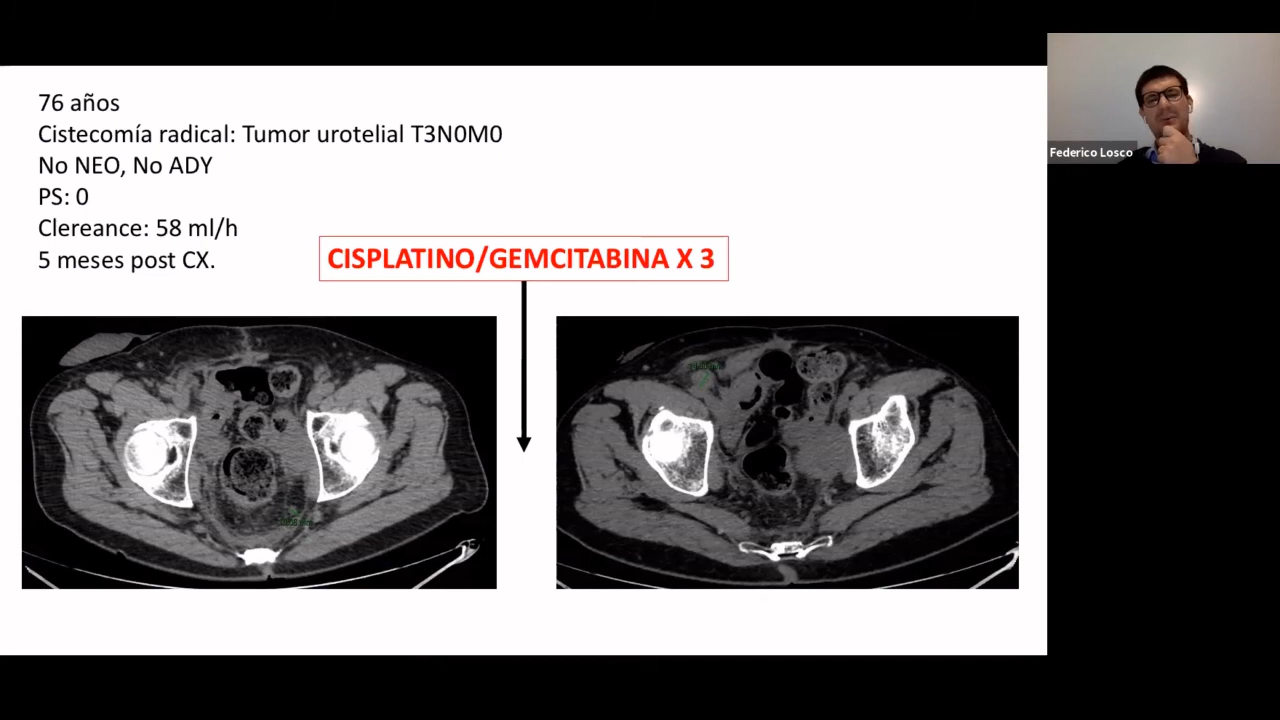 76 años
Cistecomía radical: Tumor urotelial T3N0M0
No NEO, No ADY
PS: 0
Clereance: 58 ml/h
5 meses post CX.
CISPLATINO/GEMCITABINA X 3
Federico Losco